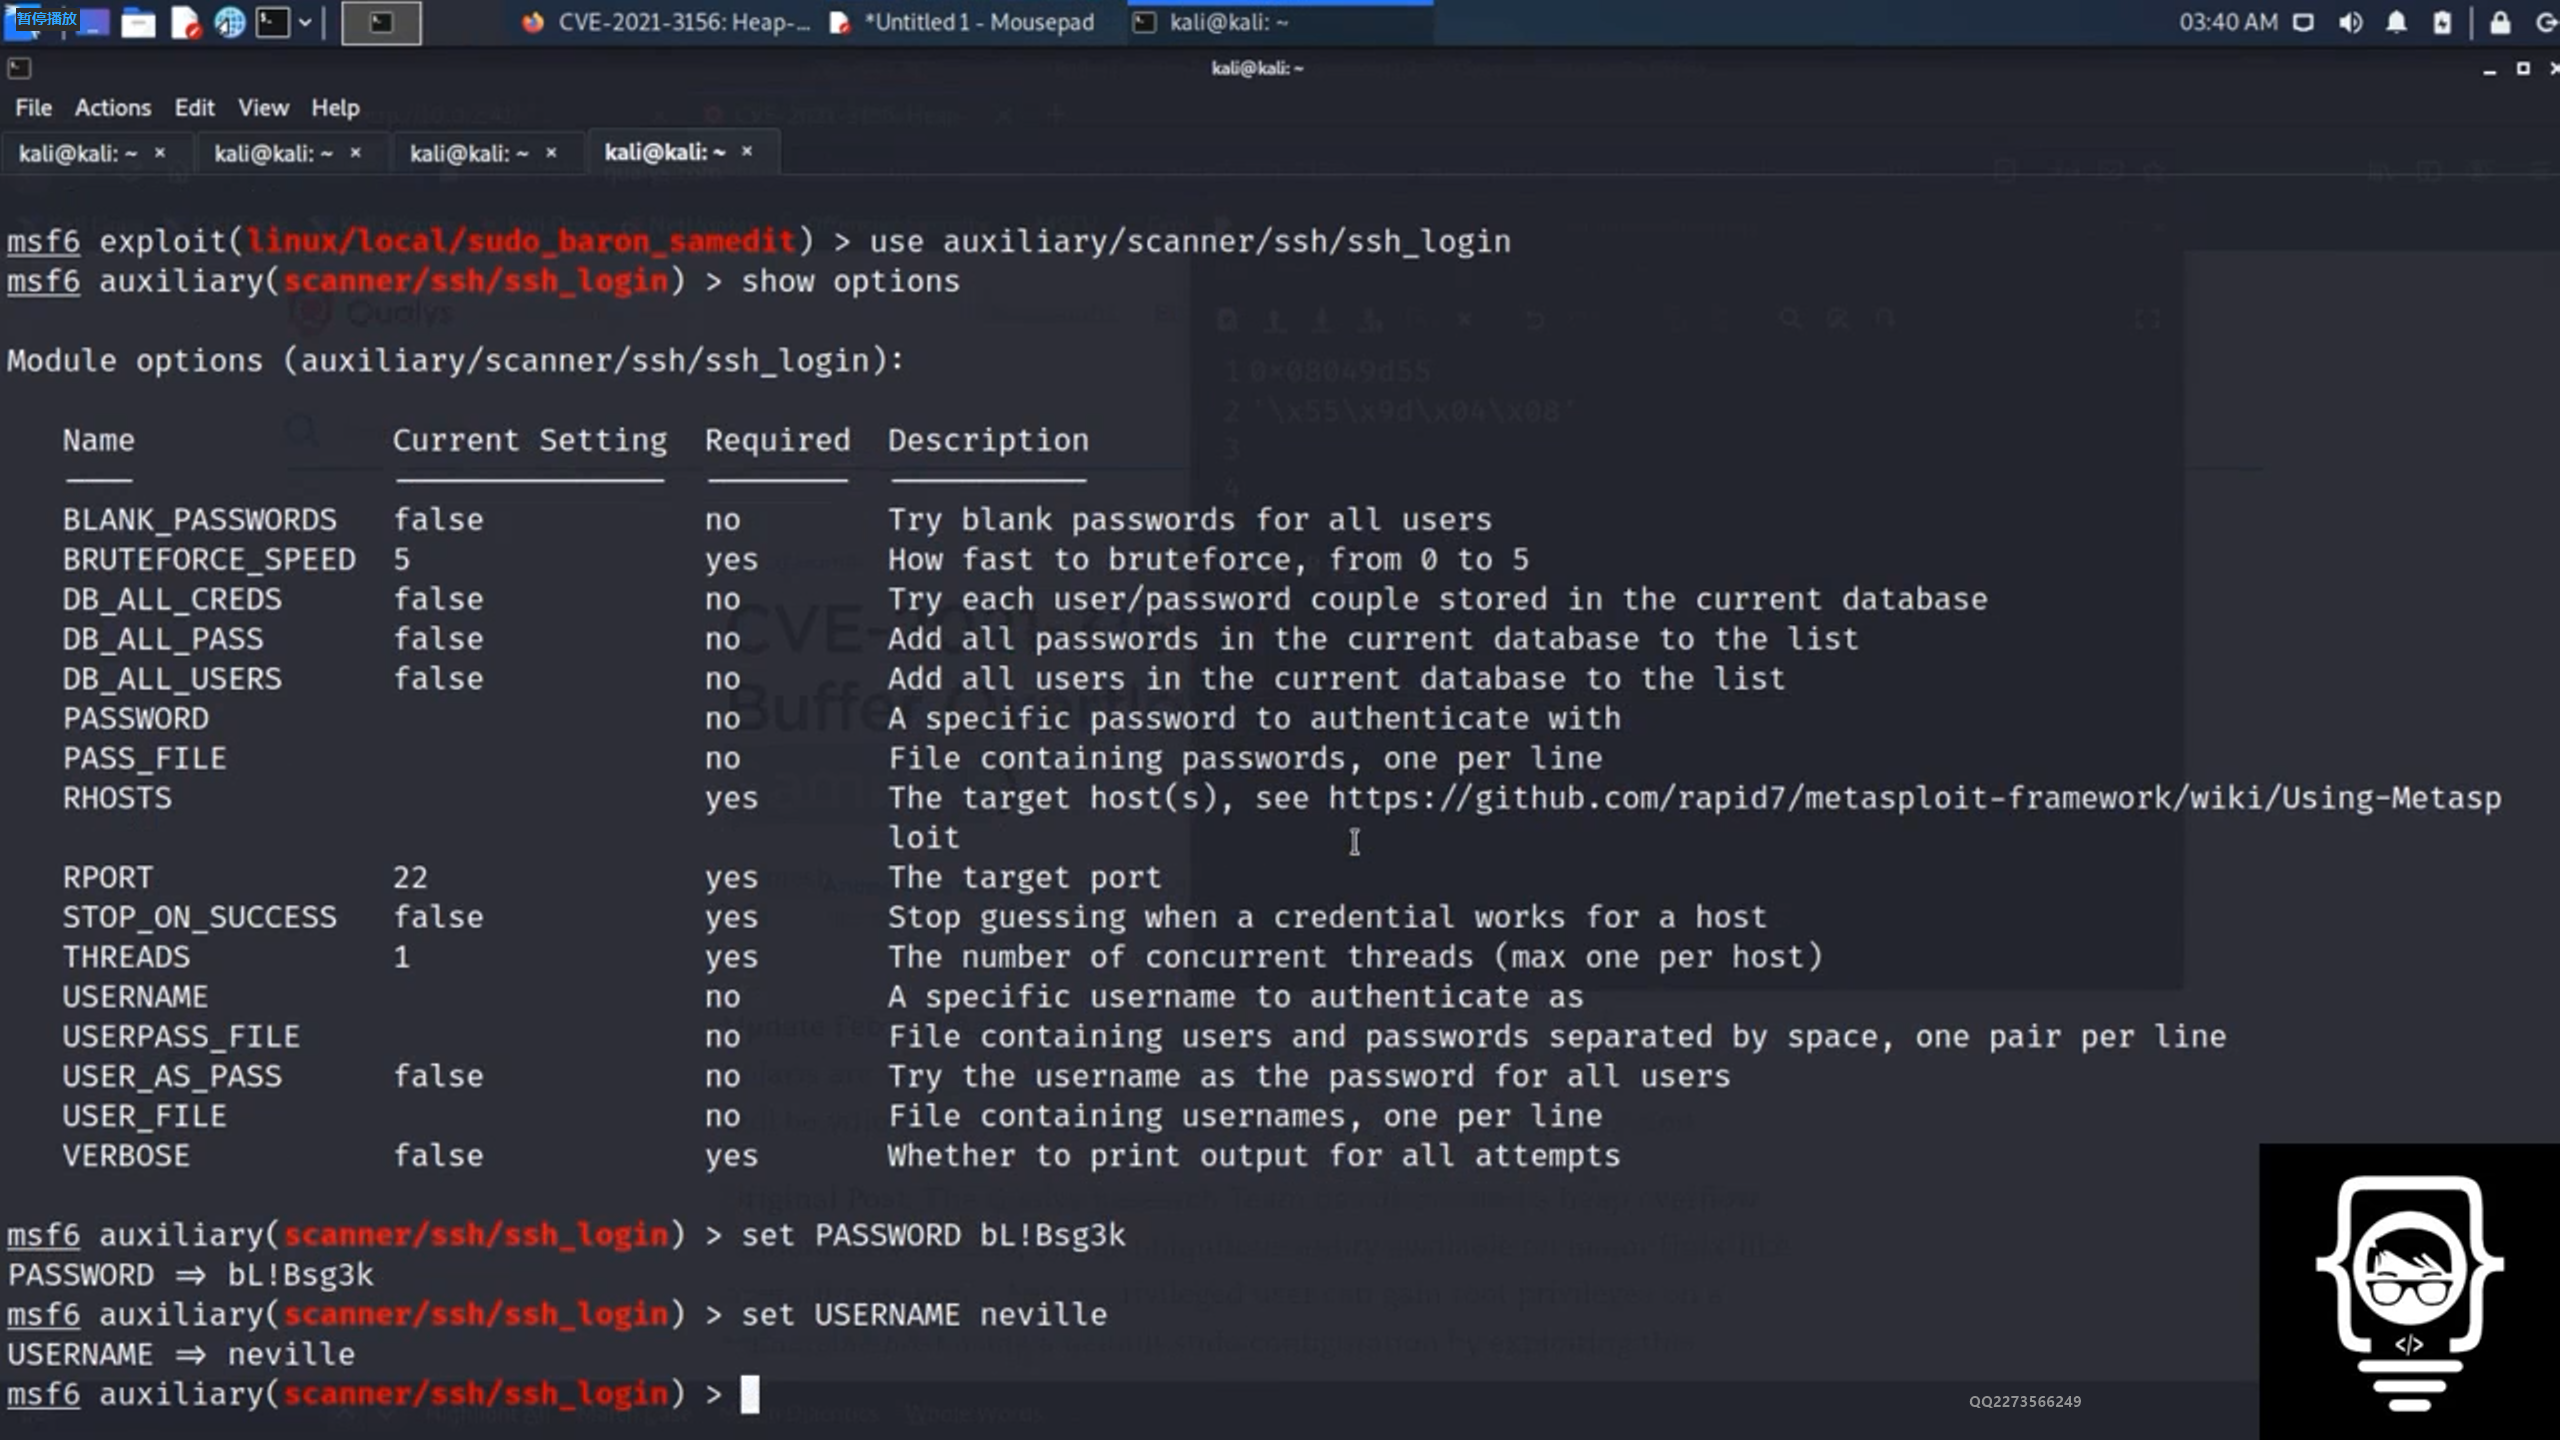 暂停播放
CVE-2021-3156: Heap-...
*Untitled 1 - Mousepad
kali@kali: ~
03:40 AM
kali@kali: ~
File Actions Edit View Help
kali@kali: ~ × kali@kali: ~ × kali@kali: ~ × kali@kali: ~ ×
msf6 exploit(linux/local/sudo_baron_samedit) > use auxiliary/scanner/ssh/ssh_login
msf6 auxiliary(scanner/ssh/ssh_login) > show options
Qualys
Module options (auxiliary/scanner/ssh/ssh_login):
1 0×08049d55
2 '\x55\x9d\x04\x08'
3
4
Name Current Setting Required Description
BLANK_PASSWORDS false no Try blank passwords for all users
BRUTEFORCE_SPEED 5 yes How fast to bruteforce, from 0 to 5
DB_ALL_CREDS false no Try each user/password couple stored in the current database
DB_ALL_PASS false no Add all passwords in the current database to the list
DB_ALL_USERS false no Add all users in the current database to the list
PASSWORD no A specific password to authenticate with
PASS_FILE no File containing passwords, one per line
RHOSTS yes The target host(s), see https://github.com/rapid7/metasploit-framework/wiki/Using-Metasp
loit
RPORT 22 yes The target port
STOP_ON_SUCCESS false yes Stop guessing when a credential works for a host
THREADS 1 yes The number of concurrent threads (max one per host)
USERNAME no A specific username to authenticate as
USERPASS_FILE no File containing users and passwords separated by space, one pair per line
USER_AS_PASS false no Try the username as the password for all users
USER_FILE no File containing usernames, one per line
VERBOSE false yes Whether to print output for all attempts
msf6 auxiliary(scanner/ssh/ssh_login) > set PASSWORD bL!Bsg3k
PASSWORD ⇒ bL!Bsg3k
msf6 auxiliary(scanner/ssh/ssh_login) > set USERNAME neville
USERNAME ⇒ neville
msf6 auxiliary(scanner/ssh/ssh_login) >
</>
QQ2273566249